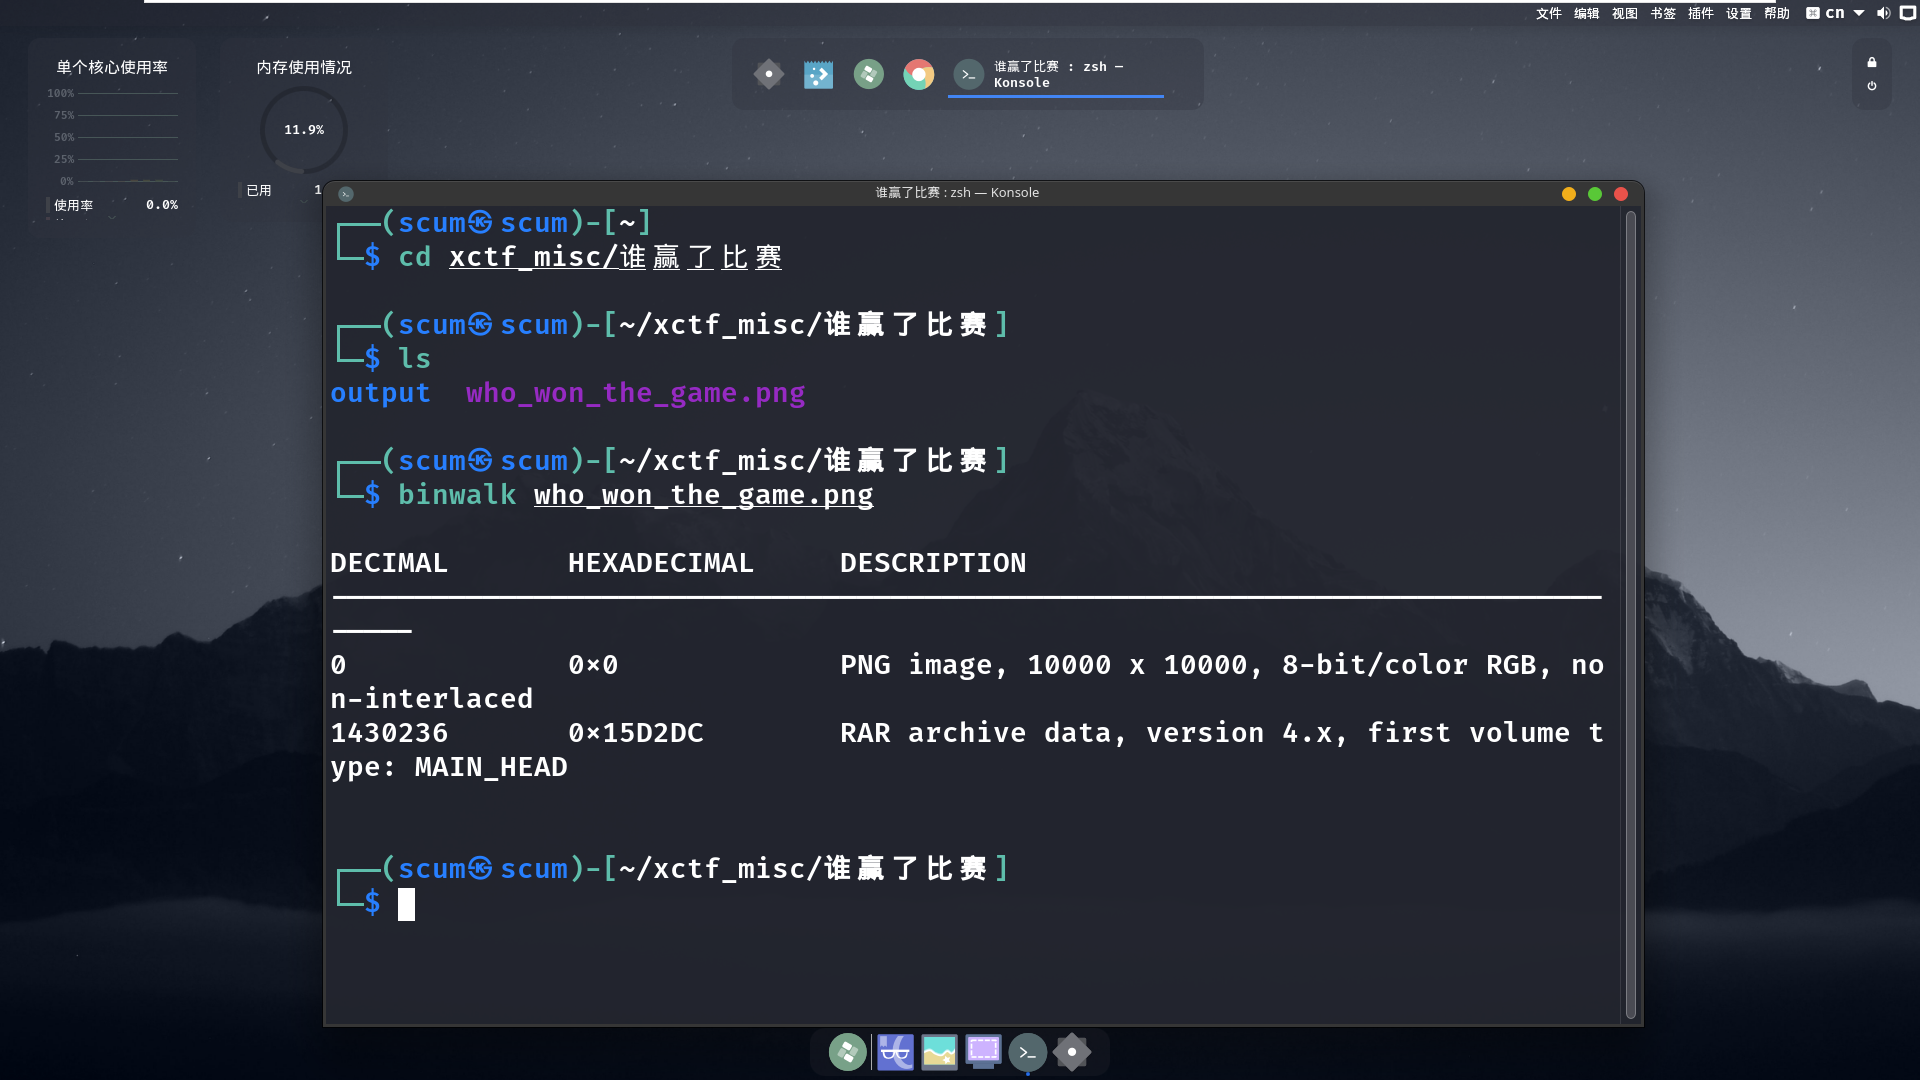 文件 编辑 视图 书签 插件 设置 帮助 cn
单个核心使用率
100%
75%
50%
25%
0%
使用率 0.0%
内存使用情况
11.9%
已用 1
谁赢了比赛 : zsh —
Konsole
谁赢了比赛 : zsh — Konsole
┌──(scum㉿scum)-[~]
└─$ cd xctf_misc/谁赢了比赛
┌──(scum㉿scum)-[~/xctf_misc/谁赢了比赛]
└─$ ls
output who_won_the_game.png
┌──(scum㉿scum)-[~/xctf_misc/谁赢了比赛]
└─$ binwalk who_won_the_game.png
DECIMAL HEXADECIMAL DESCRIPTION
0 0×0 PNG image, 10000 x 10000, 8-bit/color RGB, no
n-interlaced
1430236 0×15D2DC RAR archive data, version 4.x, first volume t
ype: MAIN_HEAD
┌──(scum㉿scum)-[~/xctf_misc/谁赢了比赛]
└─$